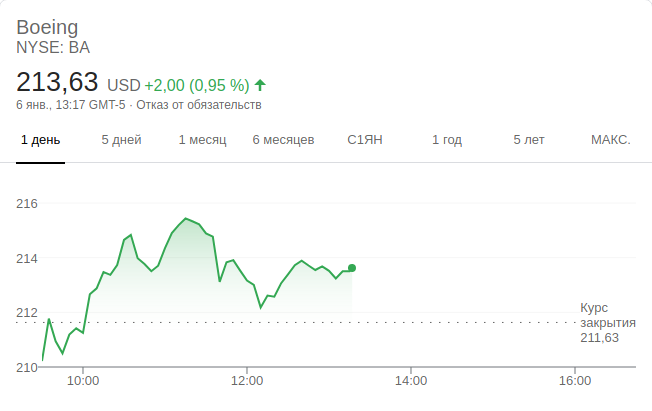 Boeing
NYSE: BA
213,63 USD +2,00 (0,95 %)
6 янв., 13:17 GMT-5 · Отказ от обязательств
1 день 5 дней 1 месяц 6 месяцев С1ЯН 1 год 5 лет МАКС.
216
214
212
Курс
закрытия
211,63
210
10:00 12:00 14:00 16:00